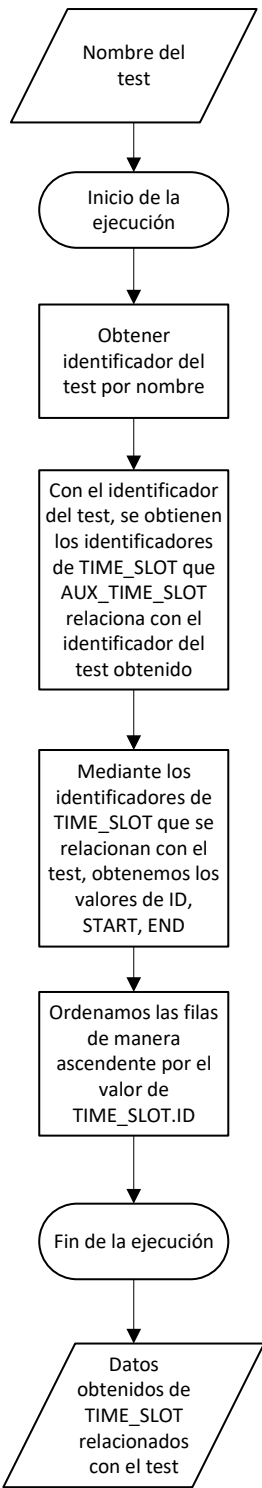 Nombre del
test
Inicio de la
ejecución
Obtener
identificador del
test por nombre
Con el identificador
del test, se obtienen
los identificadores
de TIME_SLOT que
AUX_TIME_SLOT
relaciona con el
identificador del
test obtenido
Mediante los
identificadores de
TIME_SLOT que se
relacionan con el
test, obtenemos los
valores de ID,
START, END
Ordenamos las filas
de manera
ascendente por el
valor de
TIME_SLOT.ID
Fin de la ejecución
Datos
obtenidos de
TIME_SLOT
relacionados
con el test